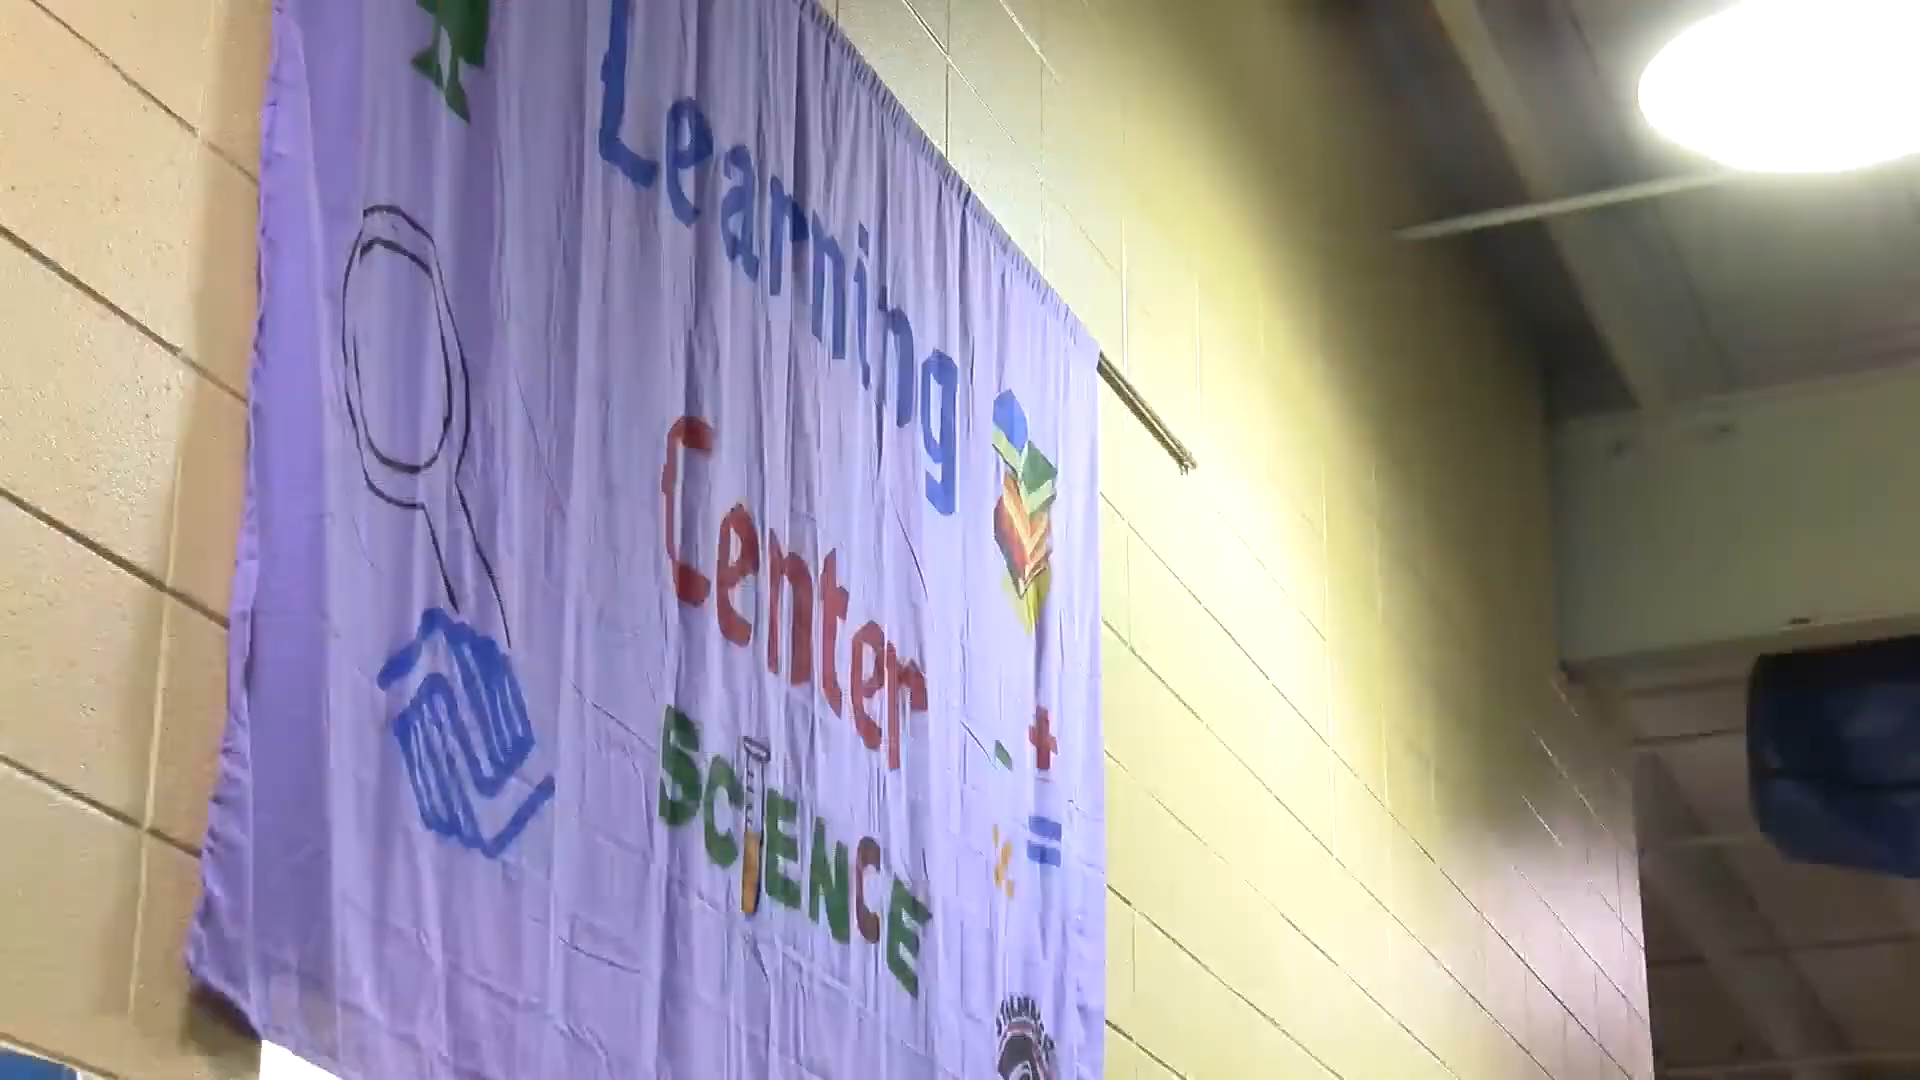 Learning
Center
SCIENCE
- +
=